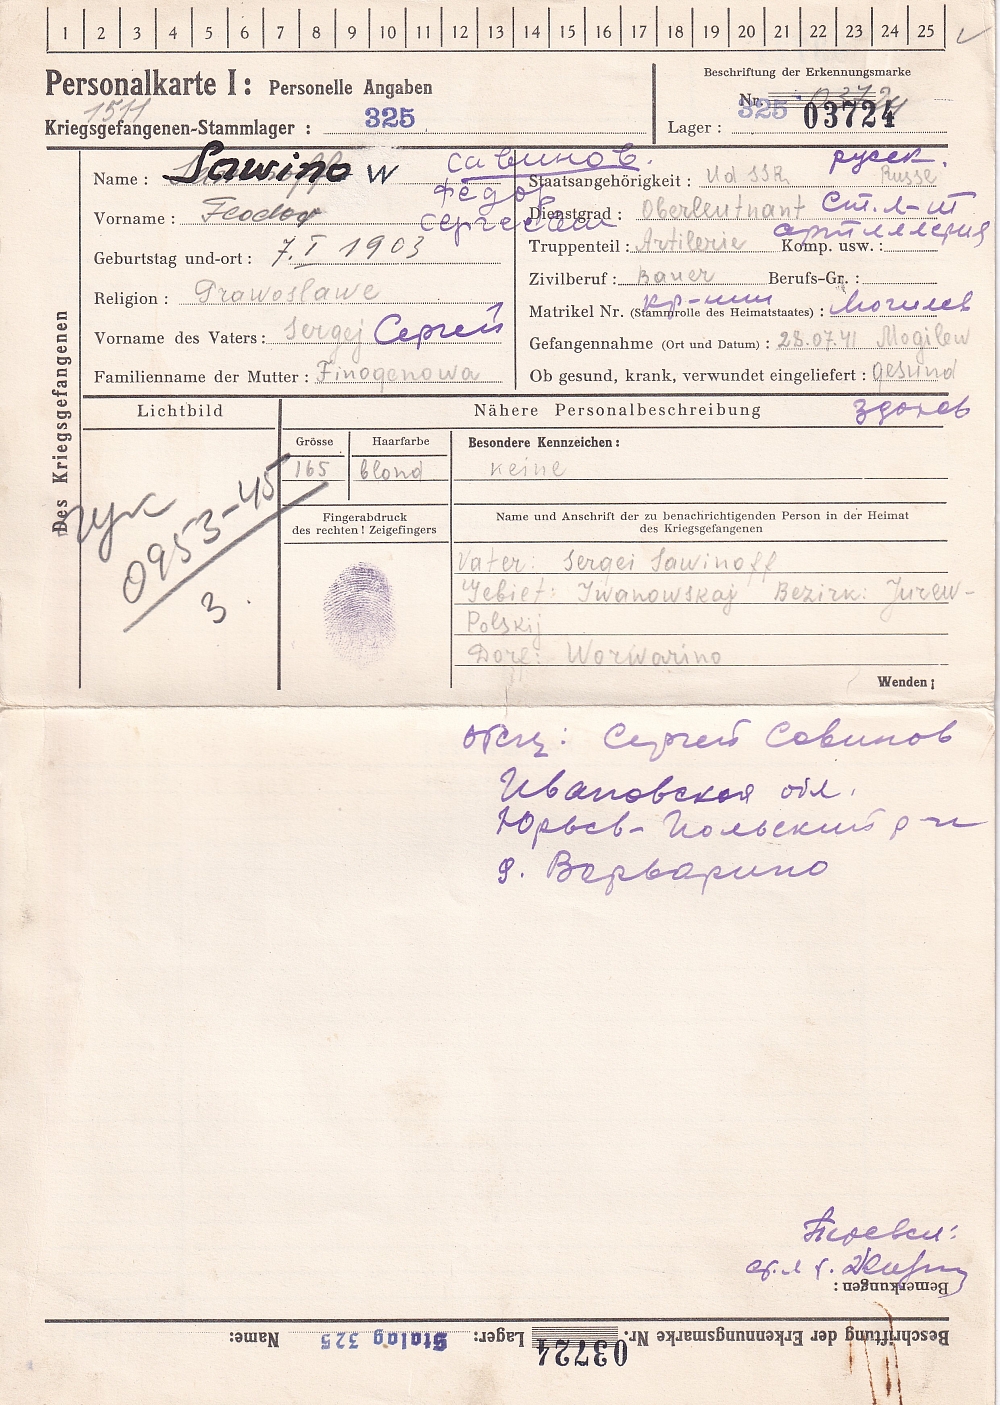 1 2 3 4 5 6 7 8 9 10 11 12 13 14 15 16 17 18 19 20 21 22 23 24 25
Personalkarte I: Personelle Angaben
1511
Kriegsgefangenen-Stammlager : 325
Beschriftung der Erkennungsmarke
Nr. 03724
Lager : 325 03724
Des Kriegsgefangenen
Name : Sawinow Савинов.
Vorname : Feodor Фёдор
Сергеевич
Geburtstag und-ort : 7. I 1903
Religion : Prawoslawe
Vorname des Vaters: Sergej Сергей
Familienname der Mutter : Finogenowa
Staatsangehörigkeit : Ud SSR Russe русск.
Dienstgrad : Oberleutnant Ст. л-т
Truppenteil : Artilerie Komp. usw. : артиллерия
Zivilberuf : Bauer Berufs-Gr. :
Matrikel Nr. (Stammrolle des Heimatstaates) : кр-нин Могилев
Gefangennahme (Ort und Datum) : 28.07.41 Mogilew
Ob gesund, krank, verwundet eingeliefert : gesund
здоров
Lichtbild
0953-45
3.
Nähere Personalbeschreibung
Grösse Haarfarbe Besondere Kennzeichen:
165 blond keine
Fingerabdruck
des rechten! Zeigefingers
Name und Anschrift der zu benachrichtigenden Person in der Heimat
des Kriegsgefangenen
Vater: Sergei Sawinoff
Gebiet: Iwanowskaj Bezirk: Jurew-
Polskij
Dorf: Worwarino
Wenden!
Отец: Сергей Савинов
Ивановская обл.
Юрьев-Польский р-н
д. Варварино
Перевел:
Bemerkungen:
Beschriftung der Erkennungsmarke Nr. 03724 Lager: Stalag 325 Name: